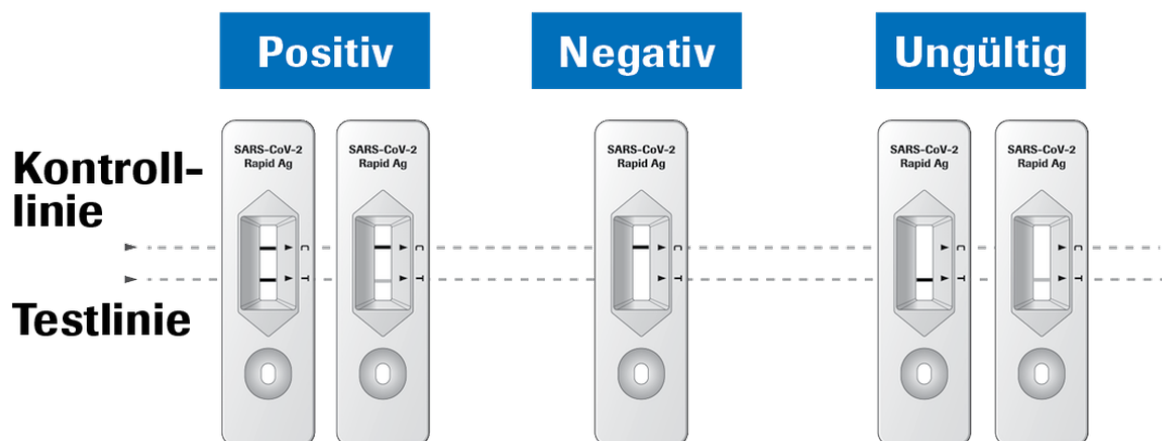 Positiv
Negativ
Ungültig
Kontroll-
linie
Testlinie
SARS-CoV-2
Rapid Ag
C
T
SARS-CoV-2
Rapid Ag
C
T
SARS-CoV-2
Rapid Ag
C
T
SARS-CoV-2
Rapid Ag
C
T
SARS-CoV-2
Rapid Ag
C
T